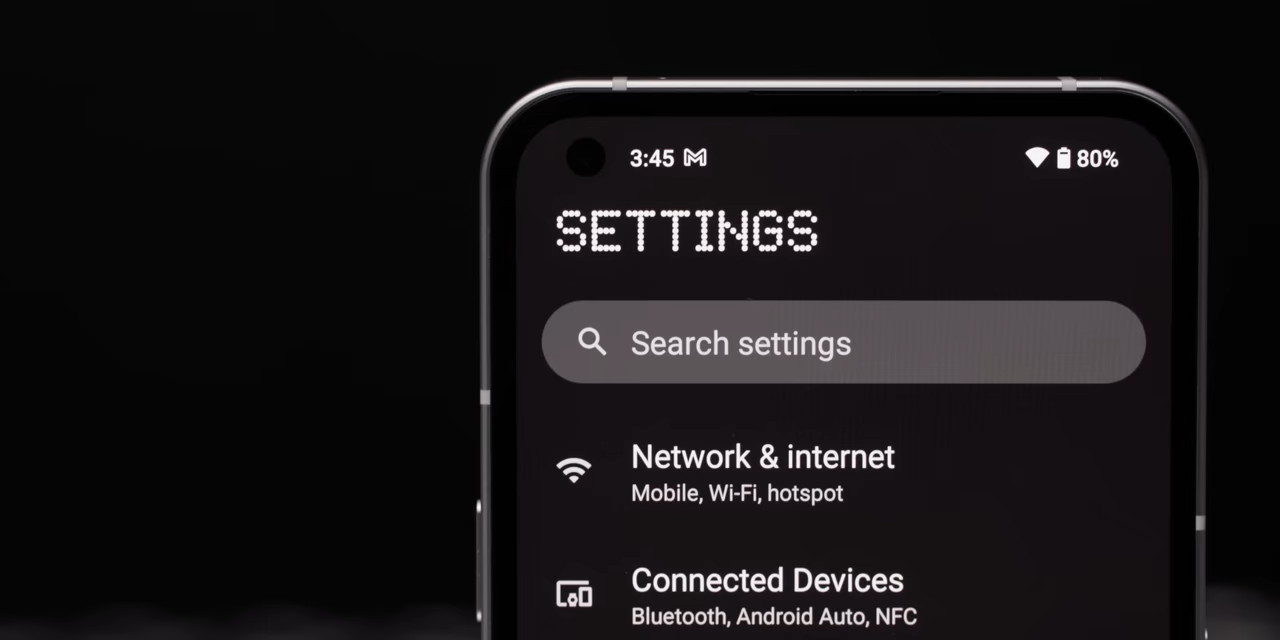 3:45 80%
SETTINGS
Search settings
Network & internet
Mobile, Wi-Fi, hotspot
Connected Devices
Bluetooth, Android Auto, NFC